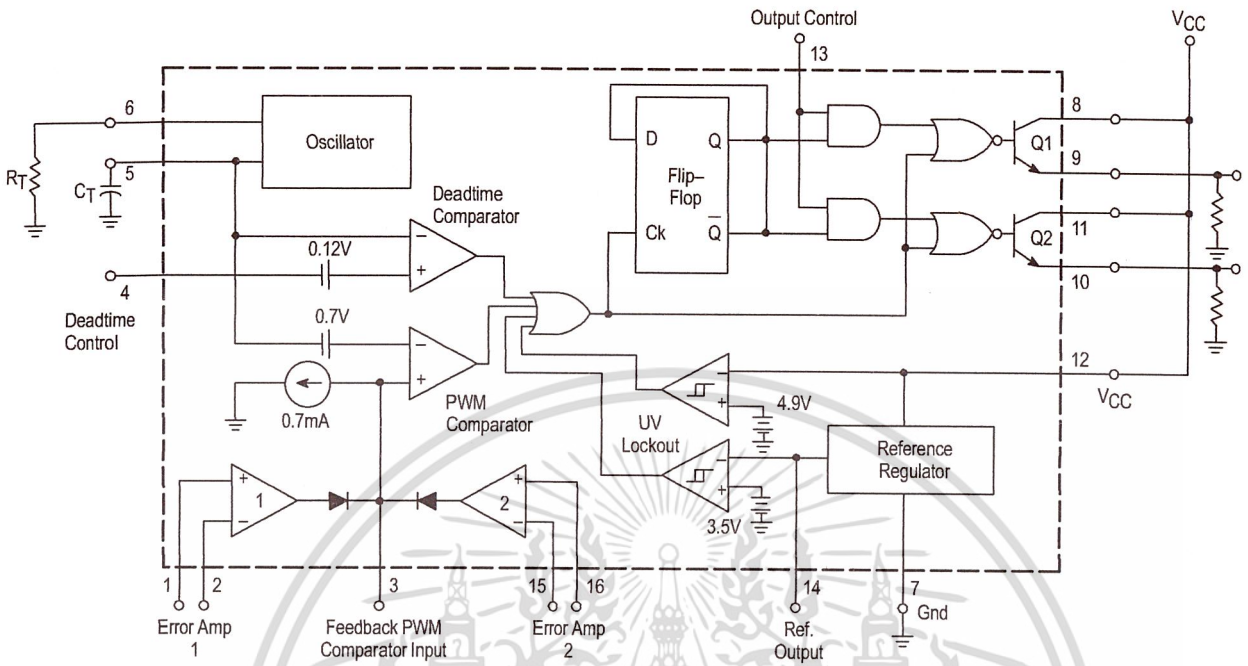 Output Control
13
VCC
6
Oscillator
5
RT
CT
D
Q
Flip–
Flop
Ck
Q
8
Q1
9
11
Q2
10
Deadtime
Comparator
0.12V
−
+
4
Deadtime
Control
0.7V
−
+
0.7mA
PWM
Comparator
UV
Lockout
−
+
4.9V
12
VCC
Reference
Regulator
−
+
3.5V
+
1
−
+
2
−
1
2
3
15
16
14
7
Gnd
Error Amp
1
Feedback PWM
Comparator Input
Error Amp
2
Ref.
Output